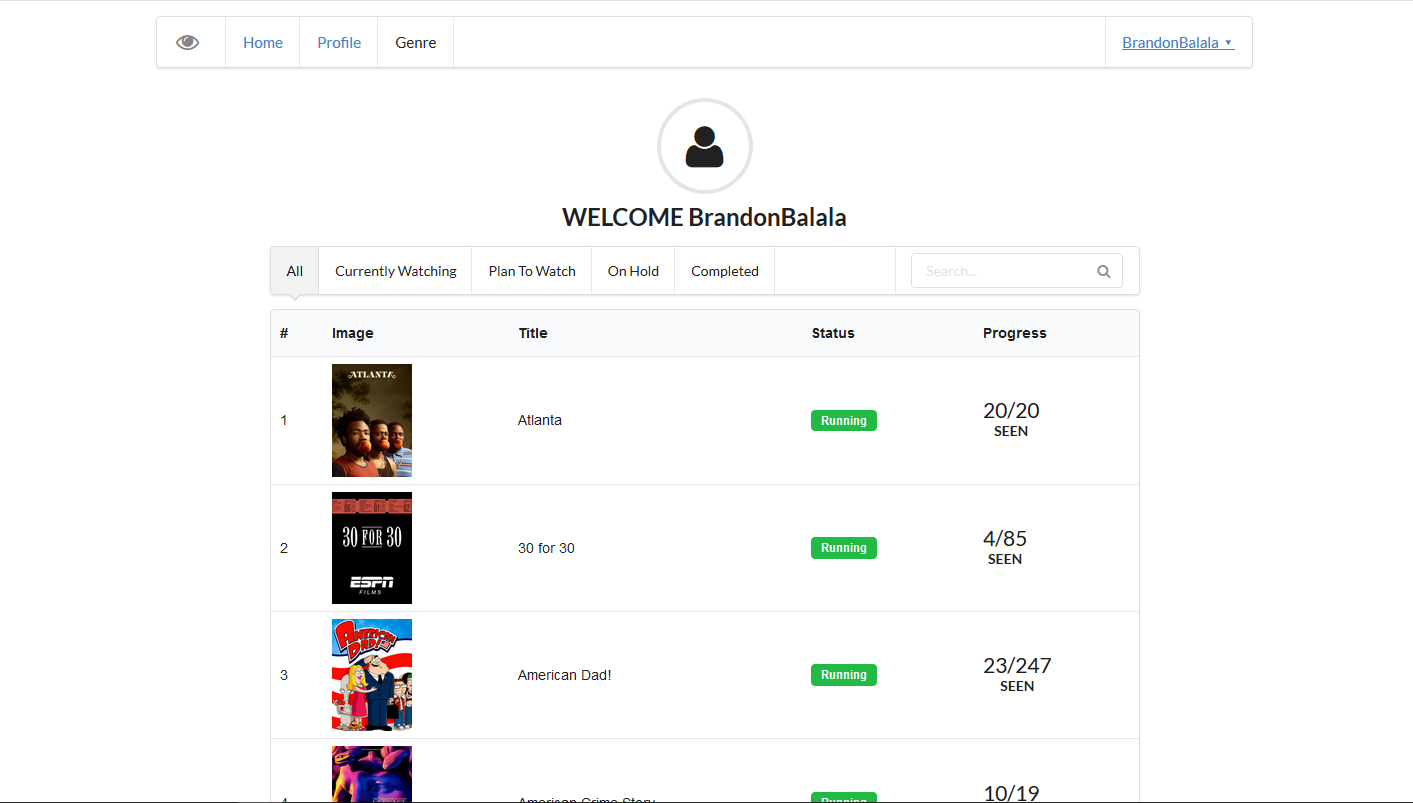 Home Profile Genre BrandonBalala
WELCOME BrandonBalala
All Currently Watching Plan To Watch On Hold Completed Search...
# Image Title Status Progress
ATLANTA
1 Atlanta Running 20/20
SEEN
30 FOR 30
ESPN
FILMS
2 30 for 30 Running 4/85
SEEN
AMERICAN
DAD!
3 American Dad! Running 23/247
SEEN
4 American Crime Story Running 10/19